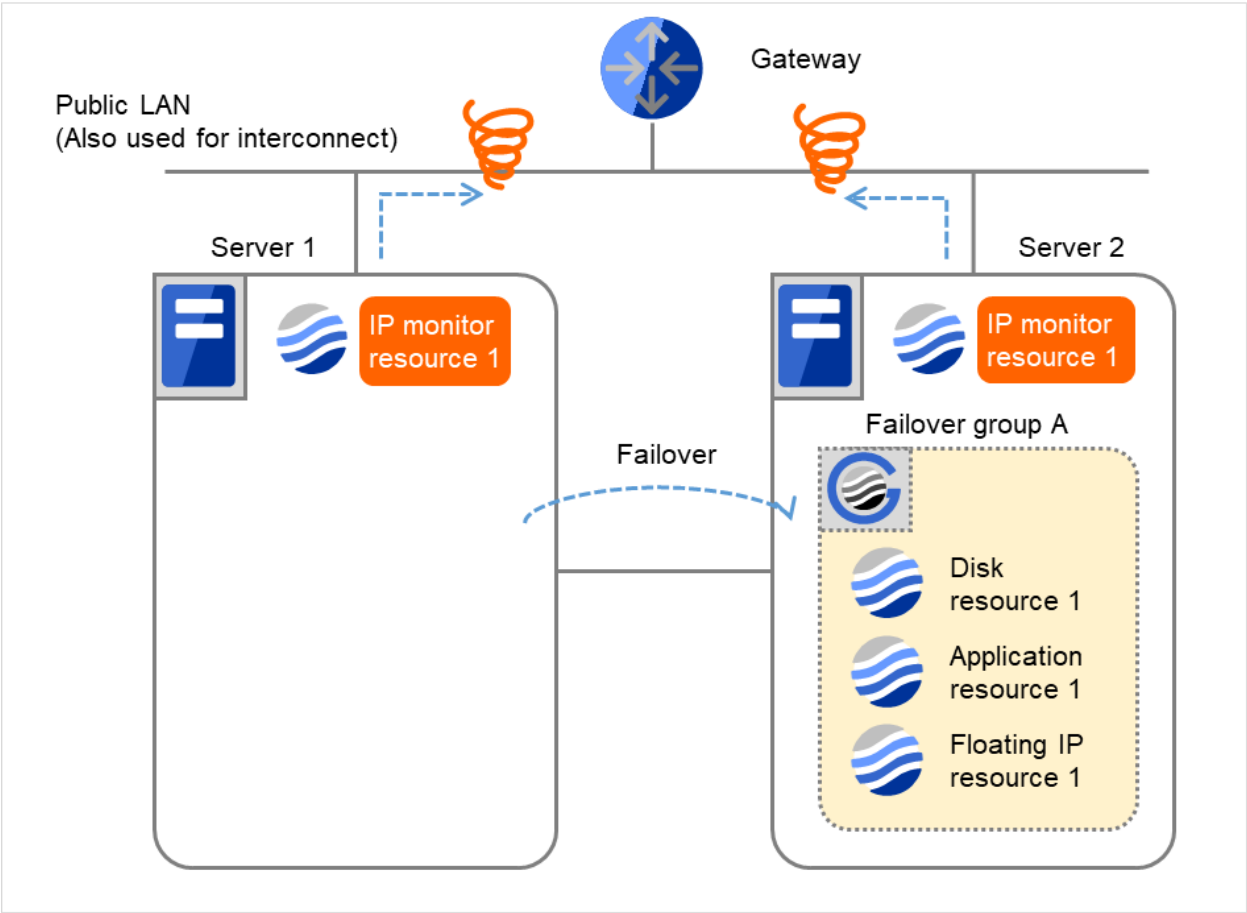 Gateway
Public LAN
(Also used for interconnect)
Server 1
Server 2
IP monitor
resource 1
IP monitor
resource 1
Failover group A
Failover
Disk
resource 1
Application
resource 1
Floating IP
resource 1